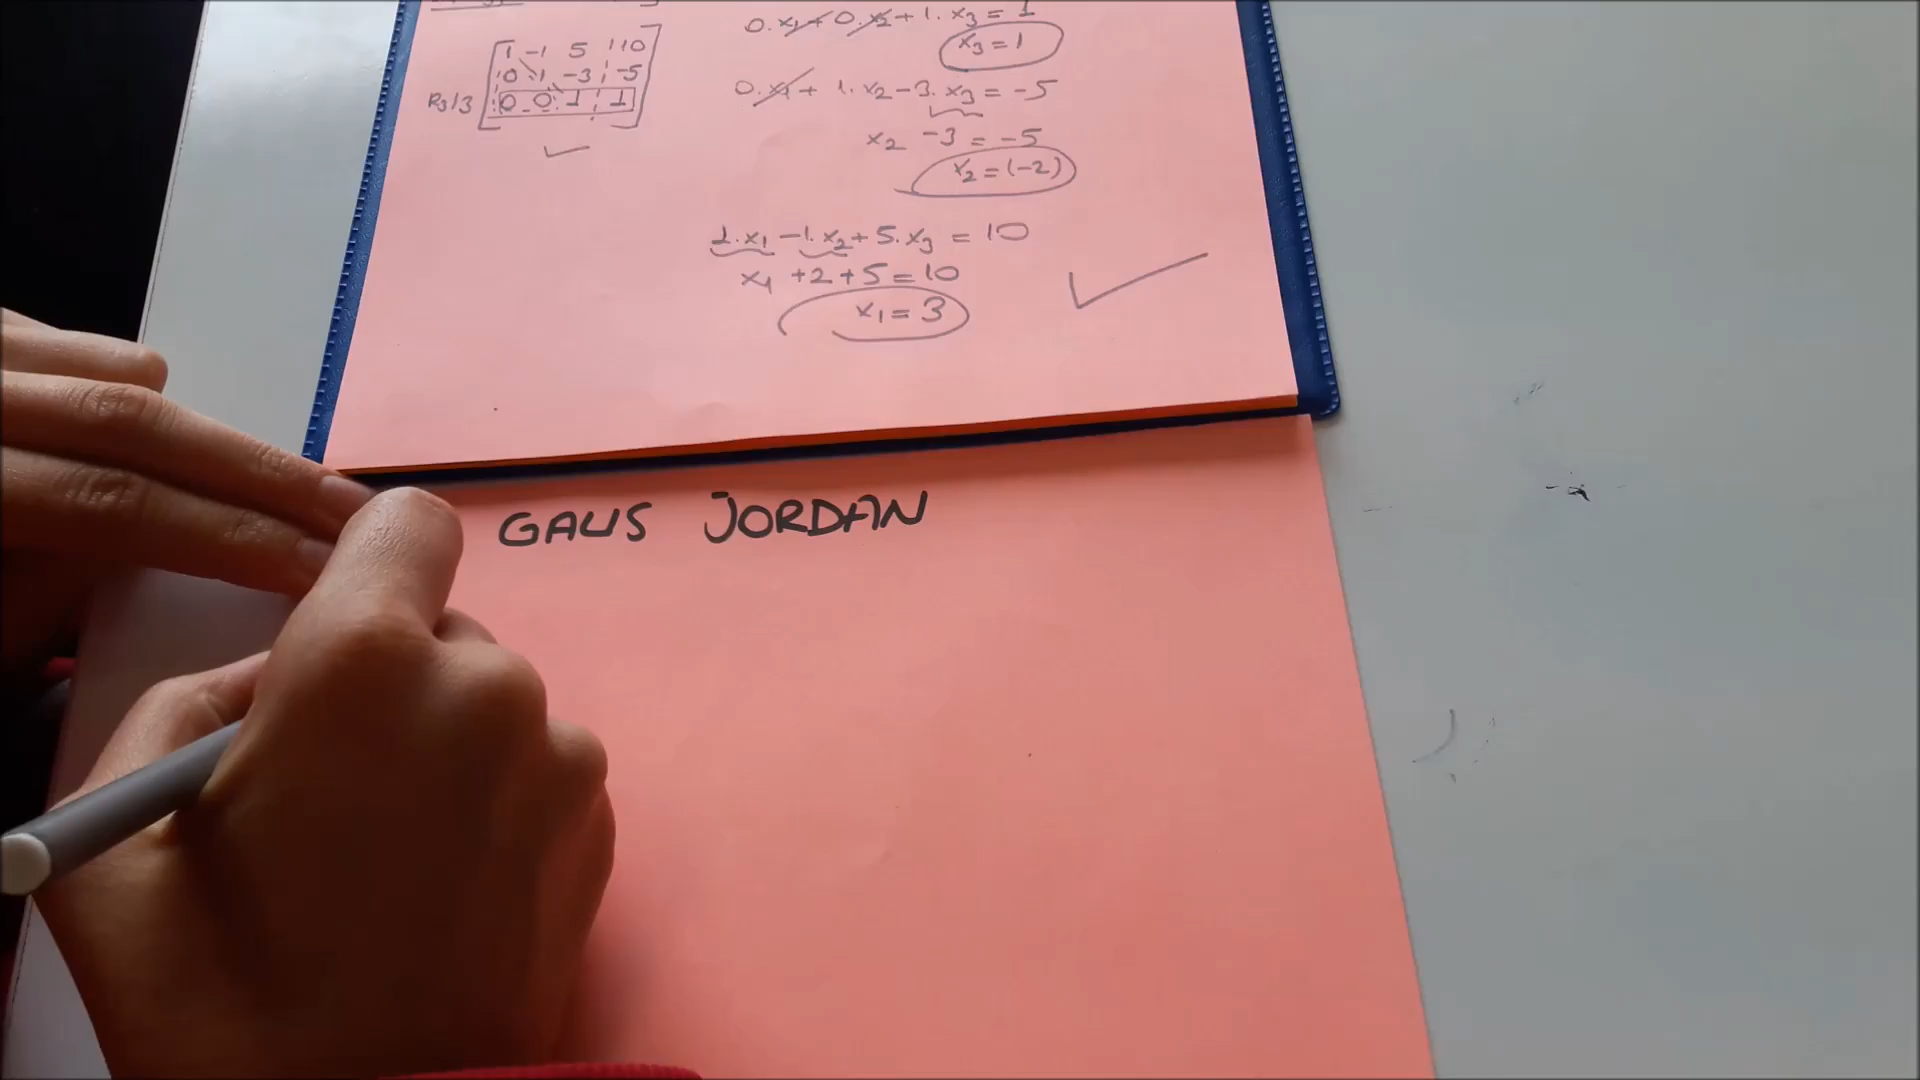 1 -1 5 10
0 1 -3 -5
R3/3 0 0 1 1
0.x1+0.x2+1.x3=1
x3=1
0.x1+1.x2-3.x3=-5
x2-3=-5
x2=(-2)
1.x1-1.x2+5.x3=10
x1+2+5=10
x1=3
GAUS JORDAN